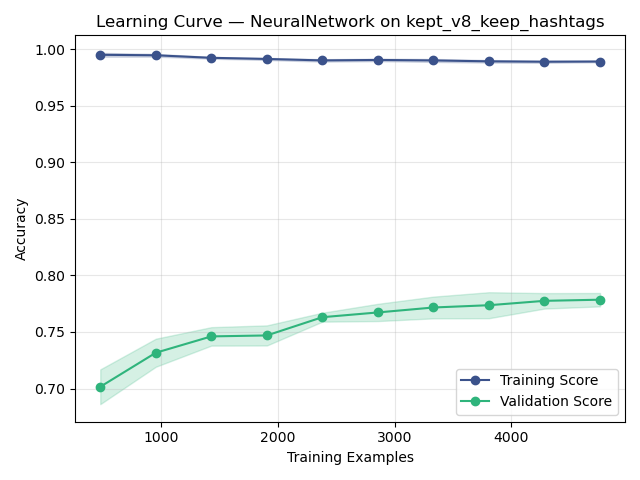 Learning Curve — NeuralNetwork on kept_v8_keep_hashtags
1.00
0.95
0.90
0.85
0.80
0.75
0.70
Accuracy
Training Score
Validation Score
1000
2000
3000
4000
Training Examples